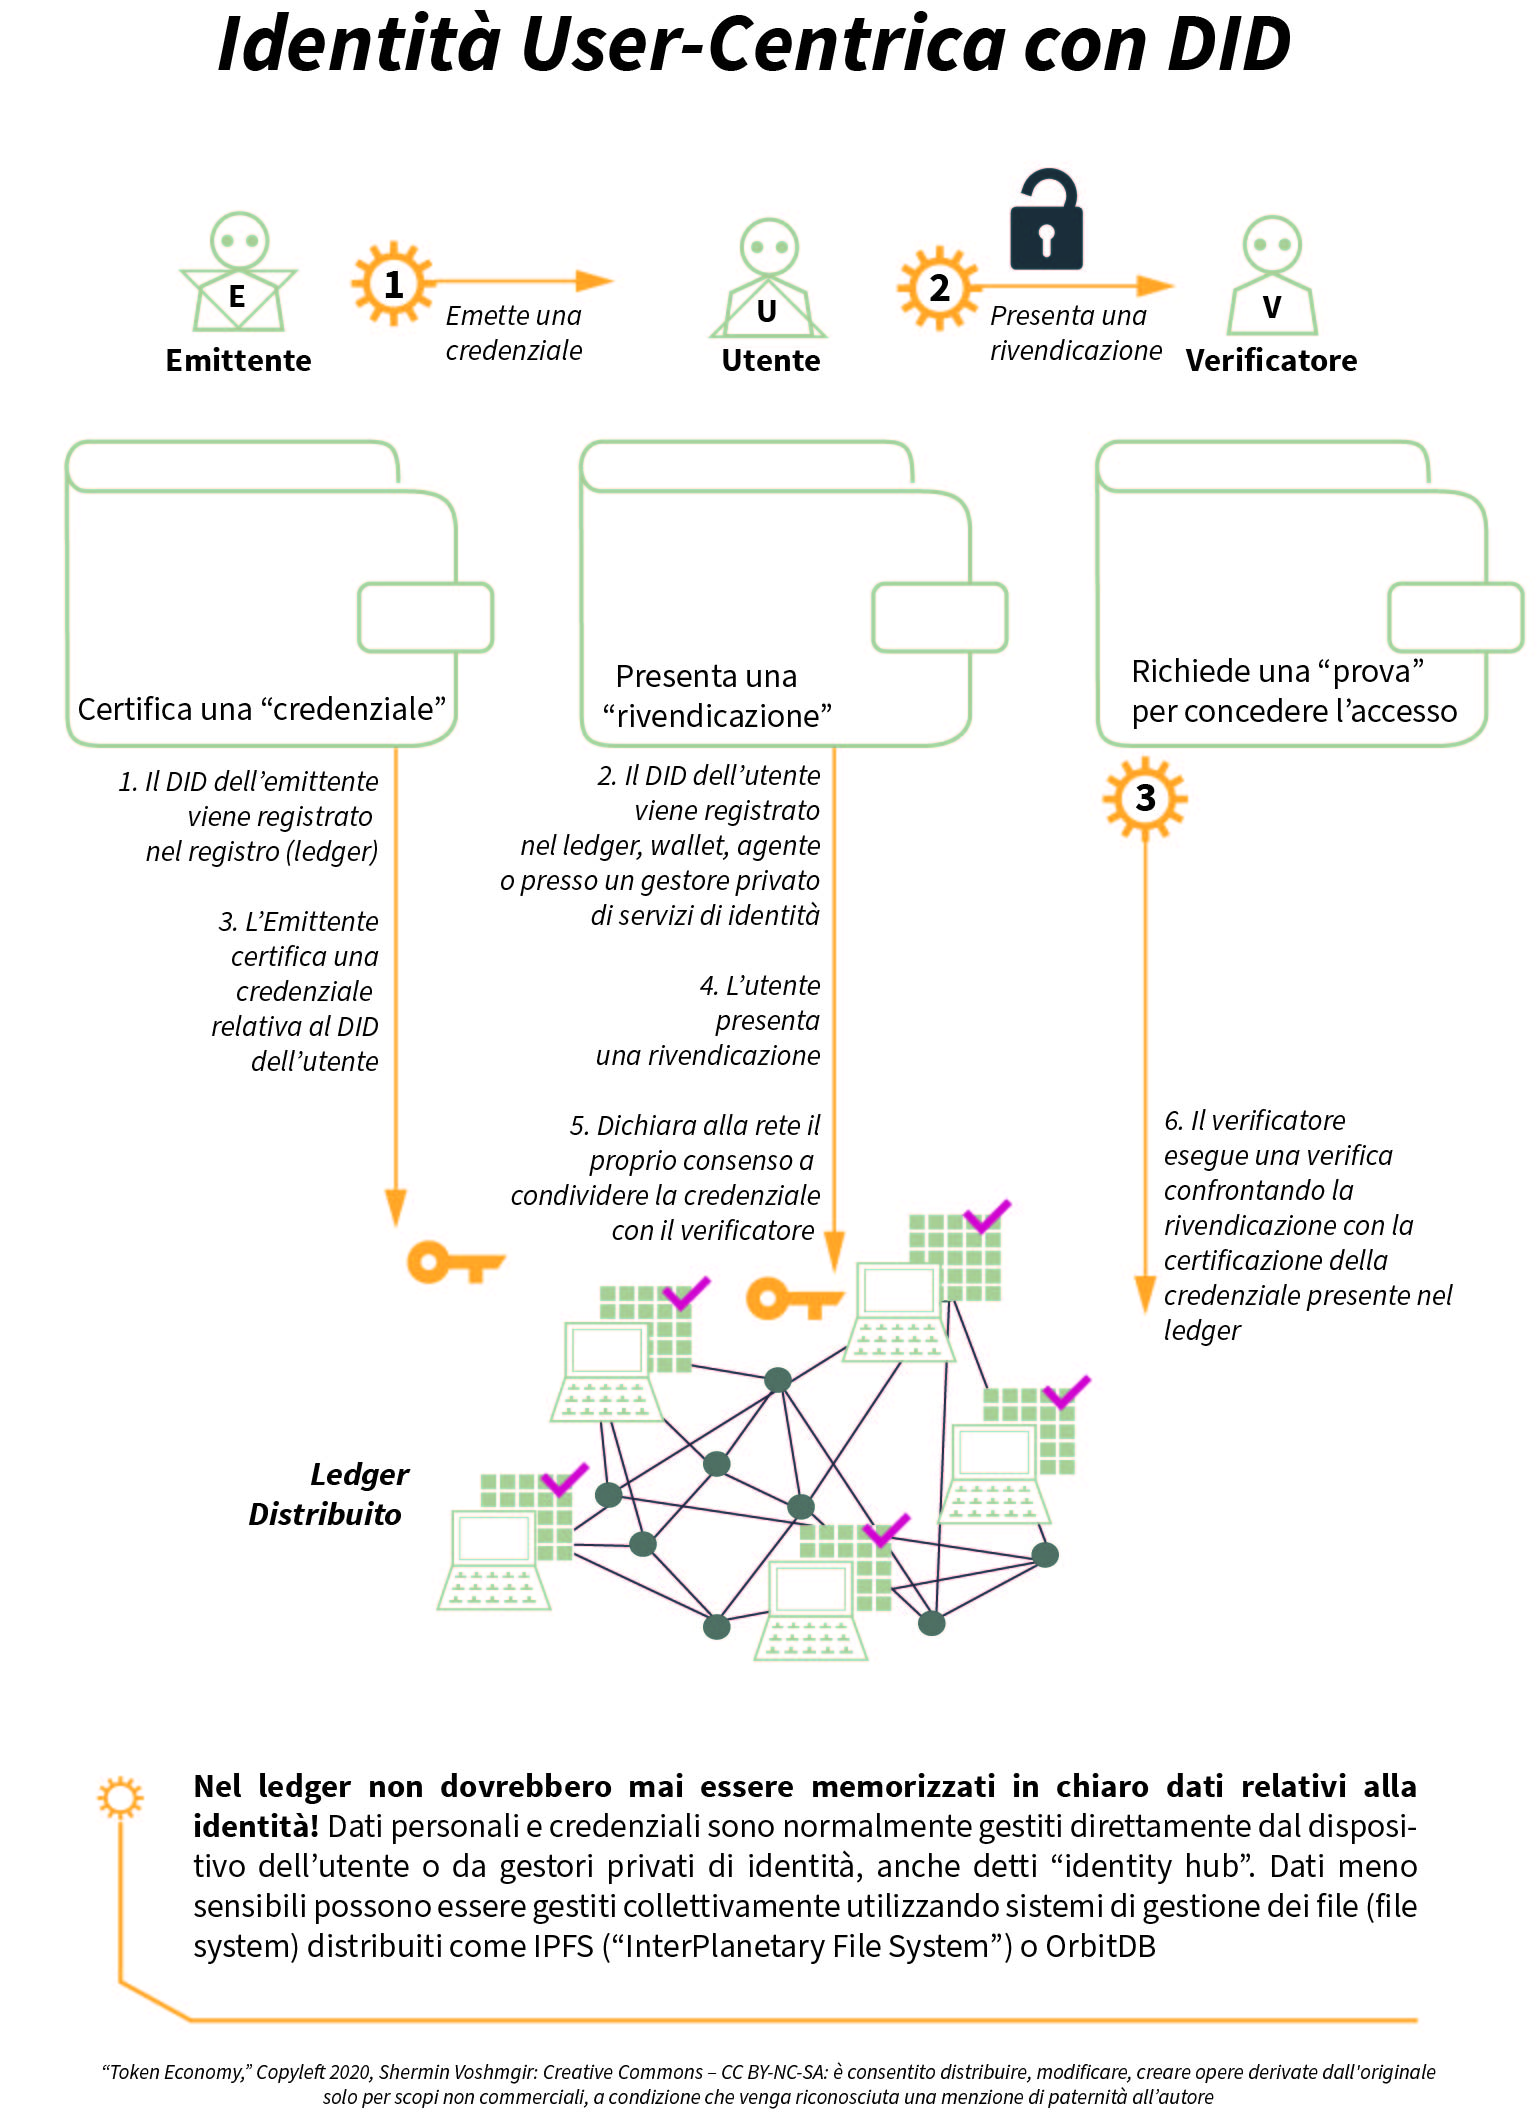 Identità User-Centrica con DID
E
1
Emette una
credenziale
U
2
Presenta una
rivendicazione
V
Emittente
Utente
Verificatore
Certifica una “credenziale”
Presenta una
“rivendicazione”
Richiede una “prova”
per concedere l’accesso
1. Il DID dell’emittente
viene registrato
nel registro (ledger)
3. L’Emittente
certifica una
credenziale
relativa al DID
dell’utente
2. Il DID dell’utente
viene registrato
nel ledger, wallet, agente
o presso un gestore privato
di servizi di identità
4. L’utente
presenta
una rivendicazione
5. Dichiara alla rete il
proprio consenso a
condividere la credenziale
con il verificatore
3
6. Il verificatore
esegue una verifica
confrontando la
rivendicazione con la
certificazione della
credenziale presente nel
ledger
Ledger
Distribuito
Nel ledger non dovrebbero mai essere memorizzati in chiaro dati relativi alla
identità! Dati personali e credenziali sono normalmente gestiti direttamente dal disposi-
tivo dell’utente o da gestori privati di identità, anche detti “identity hub”. Dati meno
sensibili possono essere gestiti collettivamente utilizzando sistemi di gestione dei file (file
system) distribuiti come IPFS (“InterPlanetary File System”) o OrbitDB
“Token Economy,” Copyleft 2020, Shermin Voshmgir: Creative Commons – CC BY-NC-SA: è consentito distribuire, modificare, creare opere derivate dall'originale
solo per scopi non commerciali, a condizione che venga riconosciuta una menzione di paternità all’autore